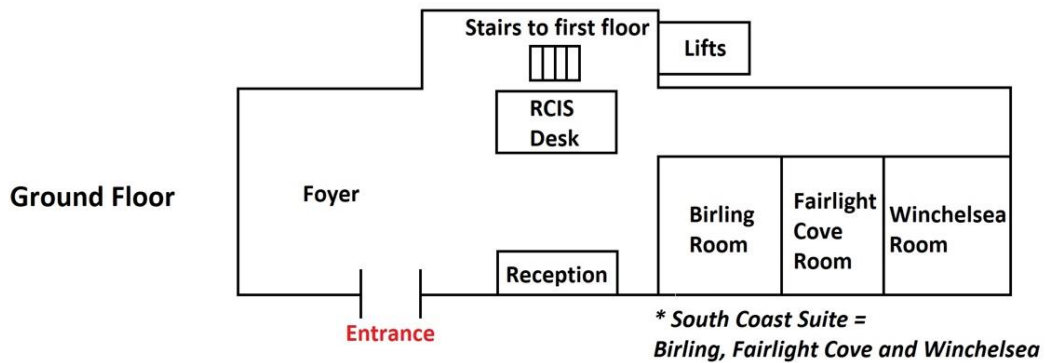 Stairs to first floor
Lifts
RCIS
Desk
Ground Floor
Foyer
Birling
Room
Fairlight
Cove
Room
Winchelsea
Room
Reception
Entrance
* South Coast Suite =
Birling, Fairlight Cove and Winchelsea